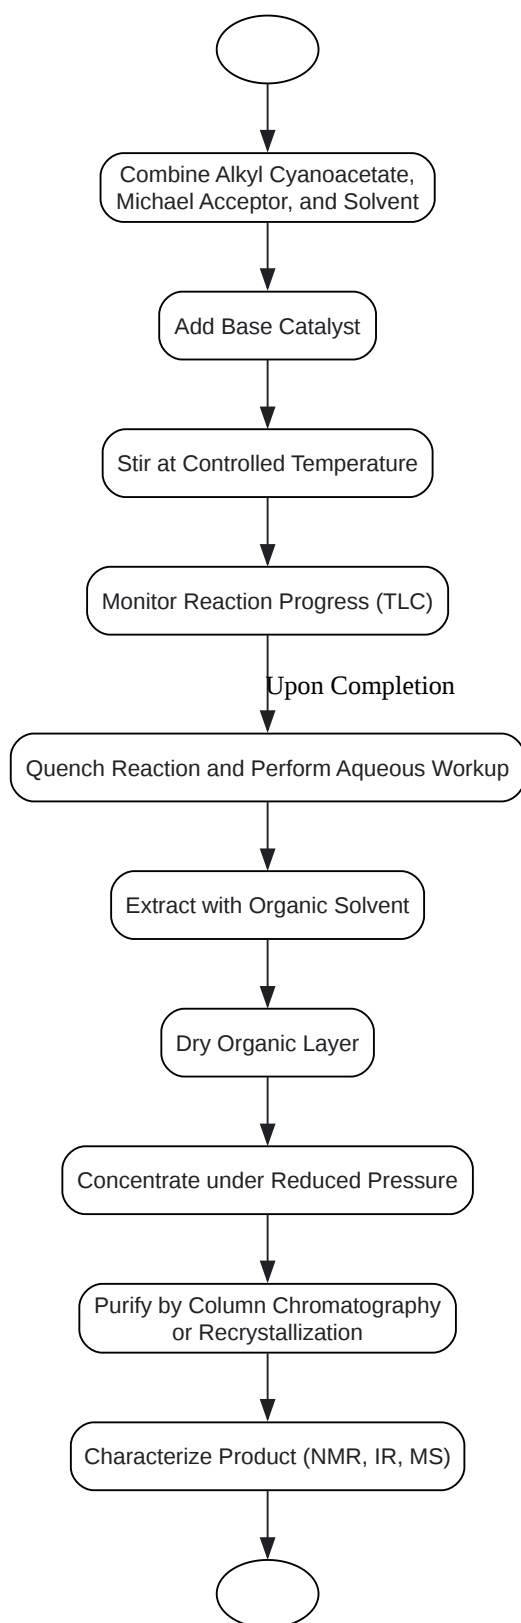 Combine Alkyl Cyanoacetate,
Michael Acceptor, and Solvent
Add Base Catalyst
Stir at Controlled Temperature
Monitor Reaction Progress (TLC)
Upon Completion
Quench Reaction and Perform Aqueous Workup
Extract with Organic Solvent
Dry Organic Layer
Concentrate under Reduced Pressure
Purify by Column Chromatography
or Recrystallization
Characterize Product (NMR, IR, MS)